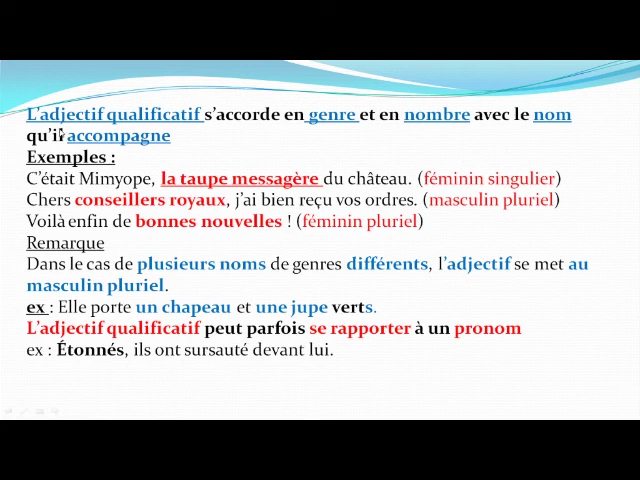 L’adjectif qualificatif s’accorde en genre et en nombre avec le nom
qu’il accompagne
Exemples :
C’était Mimyope, la taupe messagère du château. (féminin singulier)
Chers conseillers royaux, j’ai bien reçu vos ordres. (masculin pluriel)
Voilà enfin de bonnes nouvelles ! (féminin pluriel)
Remarque
Dans le cas de plusieurs noms de genres différents, l’adjectif se met au
masculin pluriel.
ex : Elle porte un chapeau et une jupe verts.
L’adjectif qualificatif peut parfois se rapporter à un pronom
ex : Étonnés, ils ont sursauté devant lui.